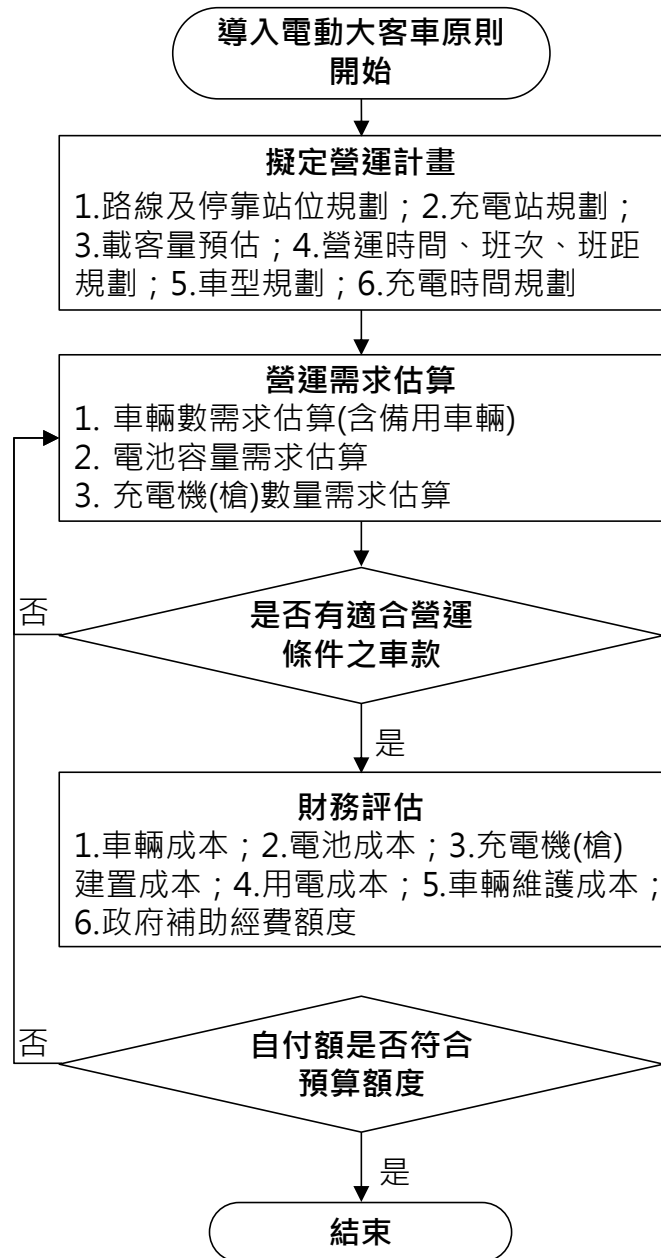 導入電動大客車原則
開始
擬定營運計畫
1.路線及停靠站位規劃；2.充電站規劃；
3.載客量預估；4.營運時間、班次、班距
規劃；5.車型規劃；6.充電時間規劃
營運需求估算
1. 車輛數需求估算(含備用車輛)
2. 電池容量需求估算
3. 充電機(槍)數量需求估算
否
是否有適合營運
條件之車款
是
財務評估
1.車輛成本；2.電池成本；3.充電機(槍)
建置成本；4.用電成本；5.車輛維護成本；
6.政府補助經費額度
否
自付額是否符合
預算額度
是
結束